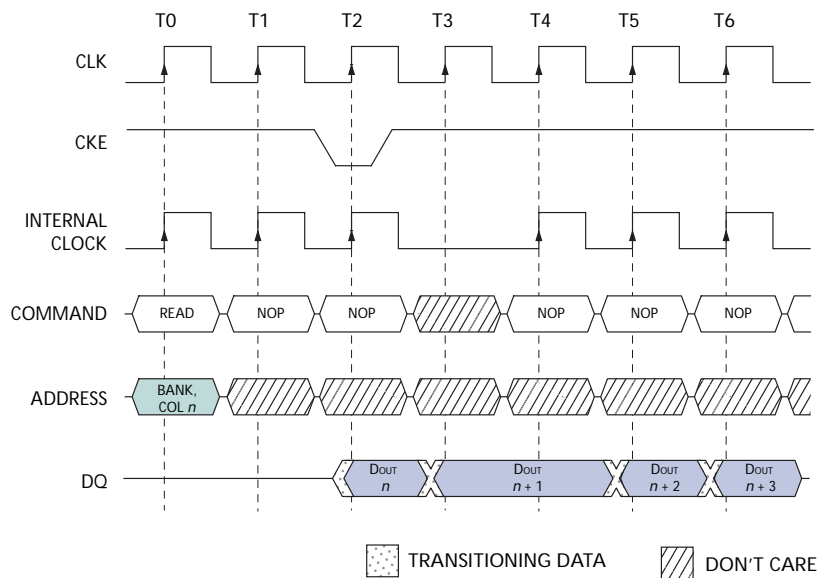 T0 T1 T2 T3 T4 T5 T6
CLK
CKE
INTERNAL
CLOCK
COMMAND READ NOP NOP NOP NOP NOP
ADDRESS BANK,
COL n
DQ DOUT DOUT DOUT DOUT
n n + 1 n + 2 n + 3
TRANSITIONING DATA DON'T CARE